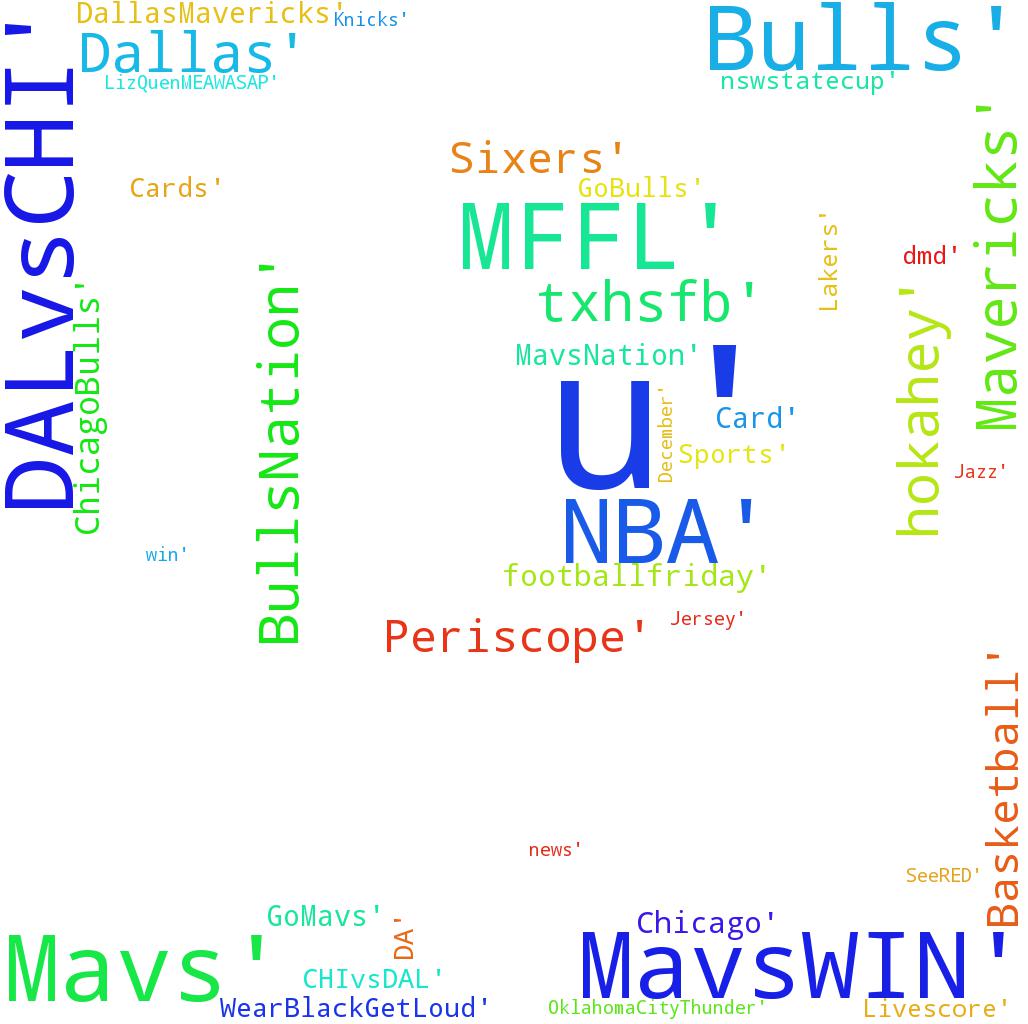 DallasMavericks'
Knicks'
Dallas'
LizQuenMEAWASAP'
Bulls'
nswstatecup'
DALvsCHI'
ChicagoBulls'
Cards'
Sixers'
GoBulls'
MFFL'
txhsfb'
MavsNation'
Lakers'
dmd'
Mavericks'
hokahey'
BullsNation'
u'
December'
Card'
Sports'
Jazz'
NBA'
win'
footballfriday'
Periscope'
Jersey'
Basketball'
news'
SeeRED'
GoMavs'
DA'
Chicago'
Mavs'
MavsWIN'
CHIvsDAL'
WearBlackGetLoud'
OklahomaCityThunder'
Livescore'